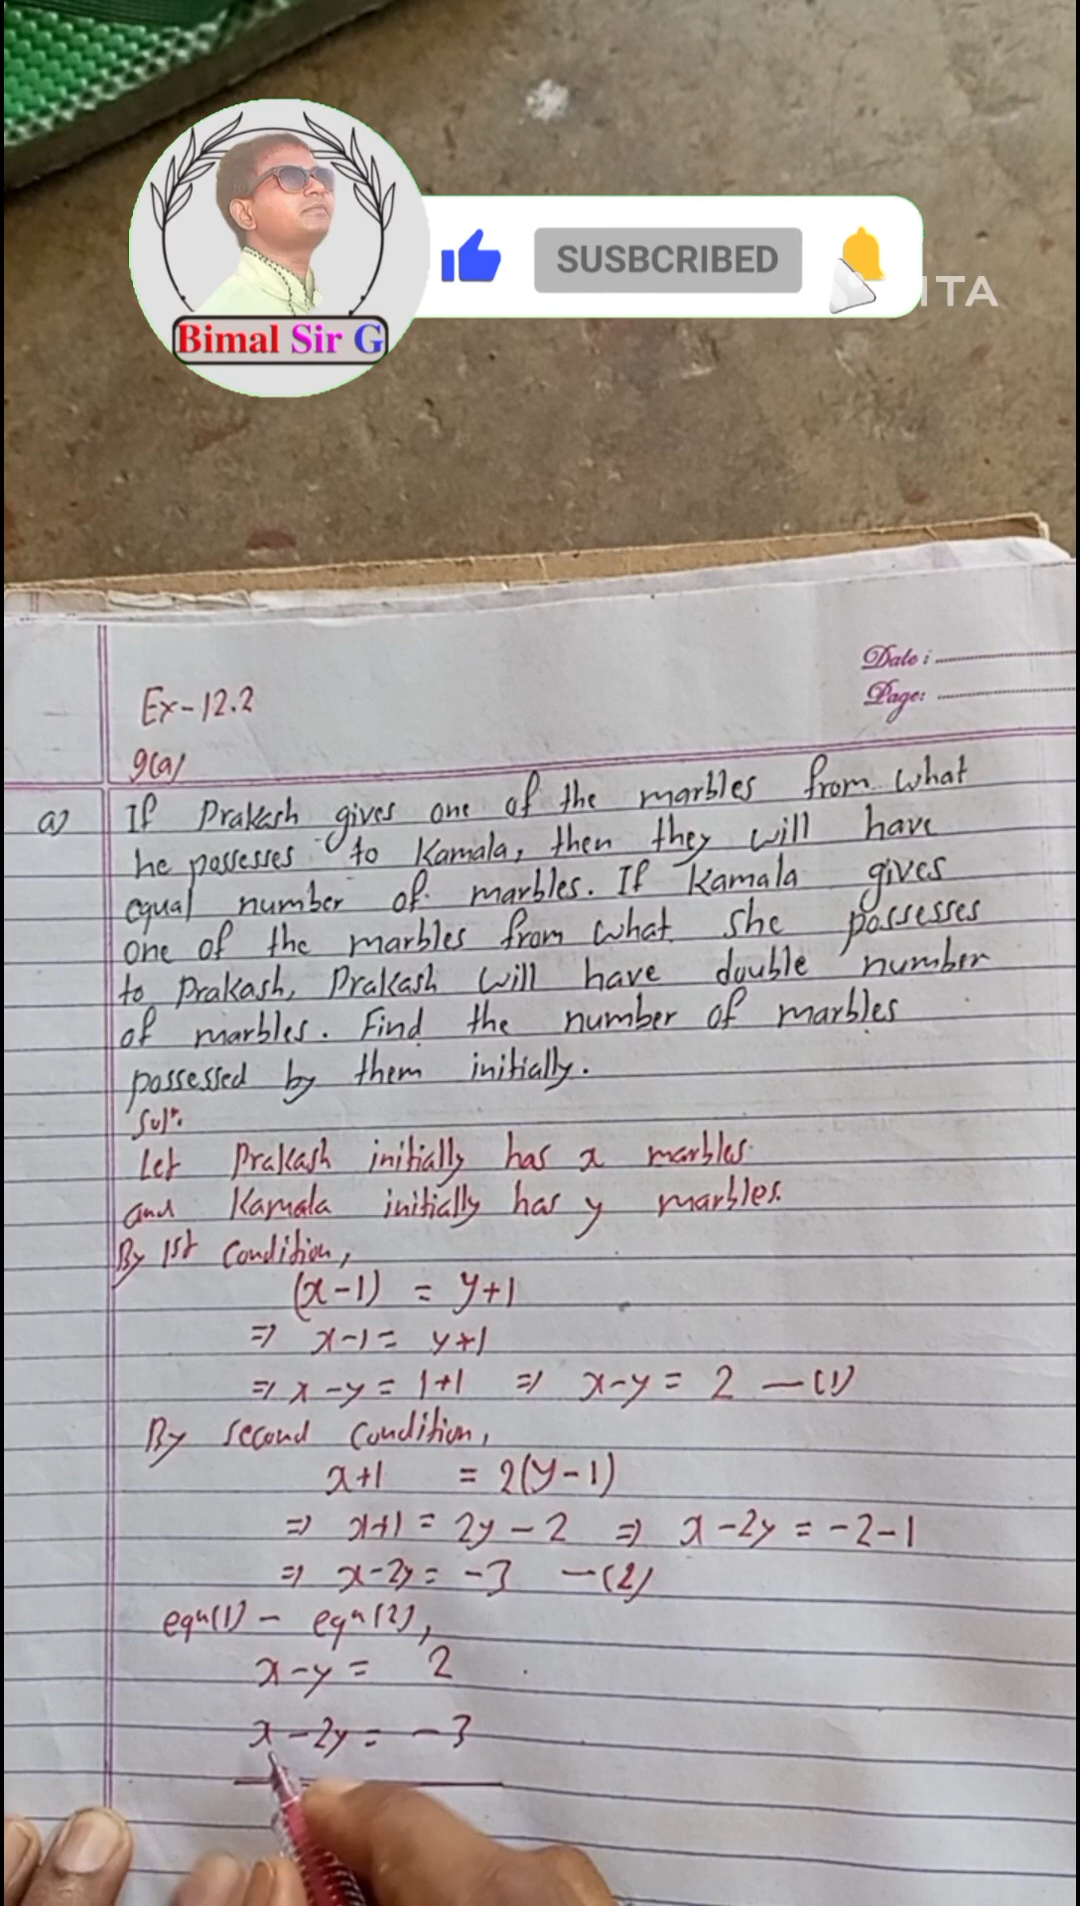 Bimal Sir G
SUSBCRIBED
ITA
Date:
Page:
Ex-12.2
9(a)
a) If Prakash gives one of the marbles from what
he possesses to Kamala, then they will have
equal number of marbles. If Kamala gives
one of the marbles from what she possesses
to Prakash, Prakash will have double number
of marbles. Find the number of marbles
possessed by them initially.
Solⁿ.
Let Prakash initially has x marbles.
and Kamala initially has y marbles.
By 1st Condition,
(x-1) = y+1
⇒ x-1 = y+1
⇒ x-y = 1+1 ⇒ x-y = 2 —(1)
By second Condition,
x+1 = 2(y-1)
⇒ x+1 = 2y-2 ⇒ x-2y = -2-1
⇒ x-2y = -3 —(2)
eqn(1) - eqn(2),
x-y = 2
x-2y = -3